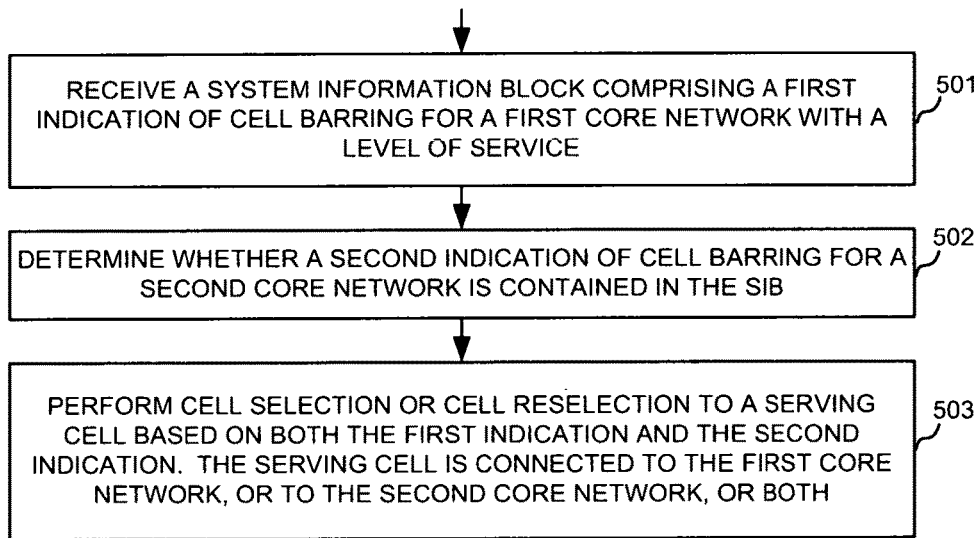 RECEIVE A SYSTEM INFORMATION BLOCK COMPRISING A FIRST
INDICATION OF CELL BARRING FOR A FIRST CORE NETWORK WITH A
LEVEL OF SERVICE
501
DETERMINE WHETHER A SECOND INDICATION OF CELL BARRING FOR A
SECOND CORE NETWORK IS CONTAINED IN THE SIB
502
PERFORM CELL SELECTION OR CELL RESELECTION TO A SERVING
CELL BASED ON BOTH THE FIRST INDICATION AND THE SECOND
INDICATION. THE SERVING CELL IS CONNECTED TO THE FIRST CORE
NETWORK, OR TO THE SECOND CORE NETWORK, OR BOTH
503